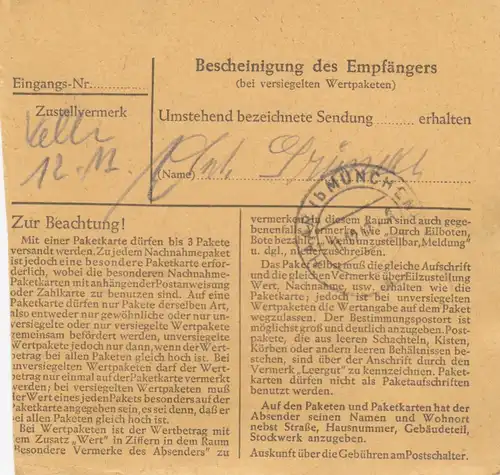 Eingangs-Nr.
Bescheinigung des Empfängers
(bei versiegelten Wertpaketen)
Zustellvermerk
Umstehend bezeichnete Sendung ........ erhalten
12.11
(Name)
MÜNCHEN
Zur Beachtung!
Mit einer Paketkarte dürfen bis 3 Pakete
versandt werden. Zu jedem Nachnahmepaket
ist jedoch eine besondere Paketkarte erfor-
derlich, wobei die besonderen Nachnahme-
Paketkarten mit anhängender Postanweisung
oder Zahlkarte zu benutzen sind. Auf eine
Paketkarte dürfen nur Pakete derselben Art,
also entweder nur gewöhnliche oder nur un-
versiegelte oder nur versiegelte Wertpakete
gemeinsam befördert werden, unversiegelte
Wertpakete jedoch nur dann, wenn der Wert-
betrag bei allen Paketen gleich hoch ist. Bei
unversiegelten Wertpaketen darf der Wert-
betrag nur einmal auf der Paketkarte vermerkt
werden; bei versiegelten Wertpaketen muß
der Wert eines jeden Pakets besonders auf der
Paketkarte angegeben sein, es sei denn, daß er
bei allen Paketen gleich hoch ist.
Bei Wertpaketen ist der Wertbetrag mit
dem Zusatz „Wert" in Ziffern in dem Raum
„Besondere Vermerke des Absenders" zu
vermerken. In diesem Raum sind auch gege-
benenfalls Vermerke wie „Durch Eilboten,
Bote bezahlt", „Wenn unzustellbar, Meldung"
u. dgl. niederzuschreiben.
Das Paket selbst muß die gleiche Aufschrift
und die gleichen Vermerke über Eilzustellung
Wert, Nachnahme, usw. erhalten wie die
Paketkarte; jedoch ist bei unversiegelten
Wertpaketen die Wertangabe auf dem Paket
wegzulassen. Der Bestimmungspostort ist
möglichst groß und deutlich anzugeben. Post-
pakete, die aus leeren Schachteln, Kisten,
Körben oder anderen leeren Behältnissen be-
stehen, sind über der Anschrift durch den
Vermerk „Leergut" zu kennzeichnen. Paket-
karten dürfen nicht als Paketaufschriften
benutzt werden.
Auf den Paketen und Paketkarten hat der
Absender seinen Namen und Wohnort
nebst Straße, Hausnummer, Gebäudeteil,
Stockwerk anzugeben.
Auskunft über die Gebühren am Postschalter.